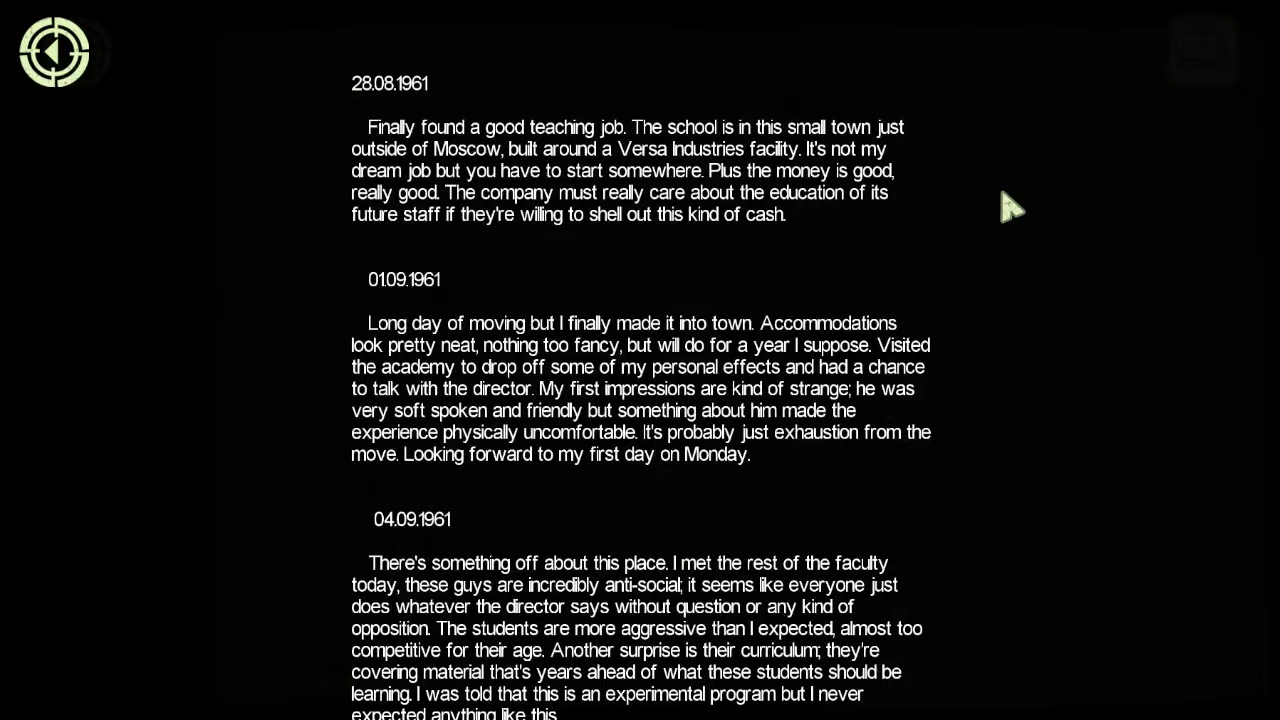 28.08.1961
Finally found a good teaching job. The school is in this small town just
outside of Moscow, built around a Versa Industries facility. It's not my
dream job but you have to start somewhere. Plus the money is good,
really good. The company must really care about the education of its
future staff if they're willing to shell out this kind of cash.
01.09.1961
Long day of moving but I finally made it into town. Accommodations
look pretty neat, nothing too fancy, but will do for a year I suppose. Visited
the academy to drop off some of my personal effects and had a chance
to talk with the director. My first impressions are kind of strange; he was
very soft spoken and friendly but something about him made the
experience physically uncomfortable. It's probably just exhaustion from the
move. Looking forward to my first day on Monday.
04.09.1961
There's something off about this place. I met the rest of the faculty
today, these guys are incredibly anti-social; it seems like everyone just
does whatever the director says without question or any kind of
opposition. The students are more aggressive than I expected, almost too
competitive for their age. Another surprise is their curriculum; they're
covering material that's years ahead of what these students should be
learning. I was told that this is an experimental program but I never
expected anything like this.